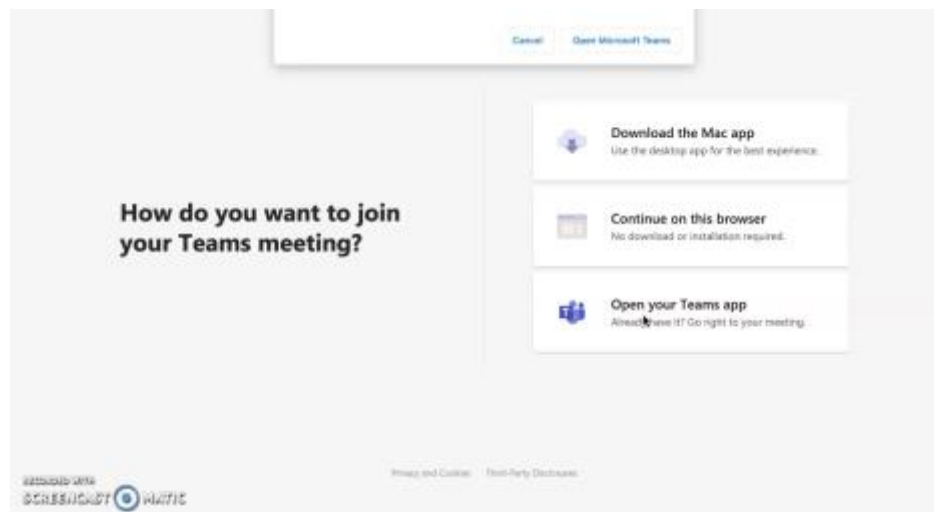 Cancel Open Microsoft Teams
How do you want to join
your Teams meeting?
Download the Mac app
Use the desktop app for the best experience.
Continue on this browser
No download or installation required.
Open your Teams app
Already have it? Go right to your meeting.
Privacy and Cookies Third-Party Disclosures
RECORDED WITH
SCREENCAST MATIC